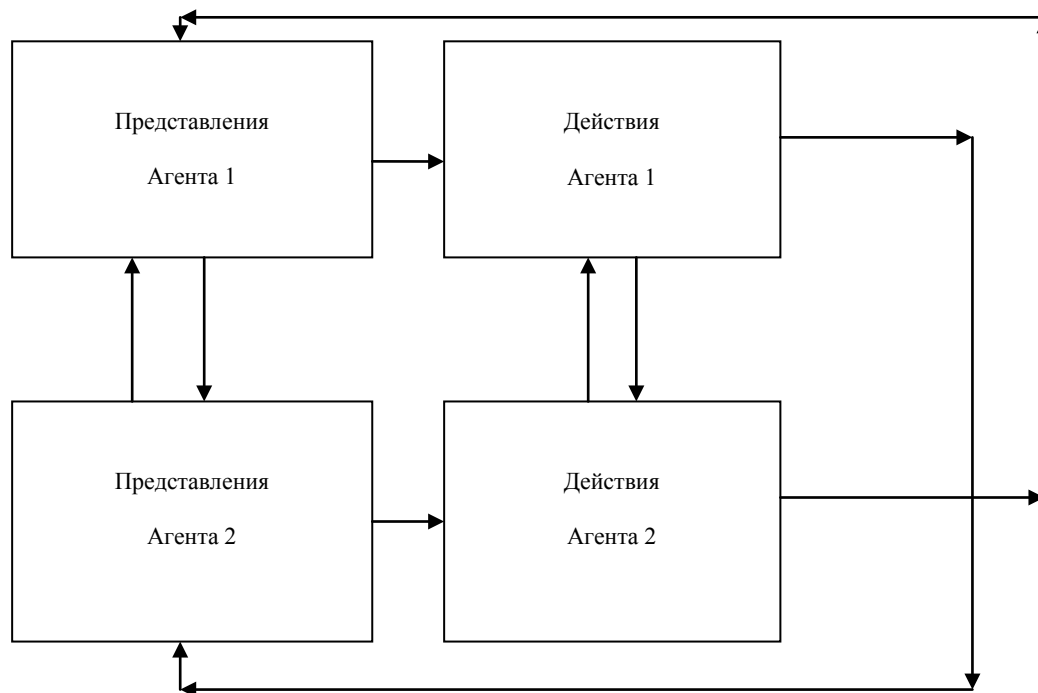 Представления
Агента 1
Действия
Агента 1
Представления
Агента 2
Действия
Агента 2